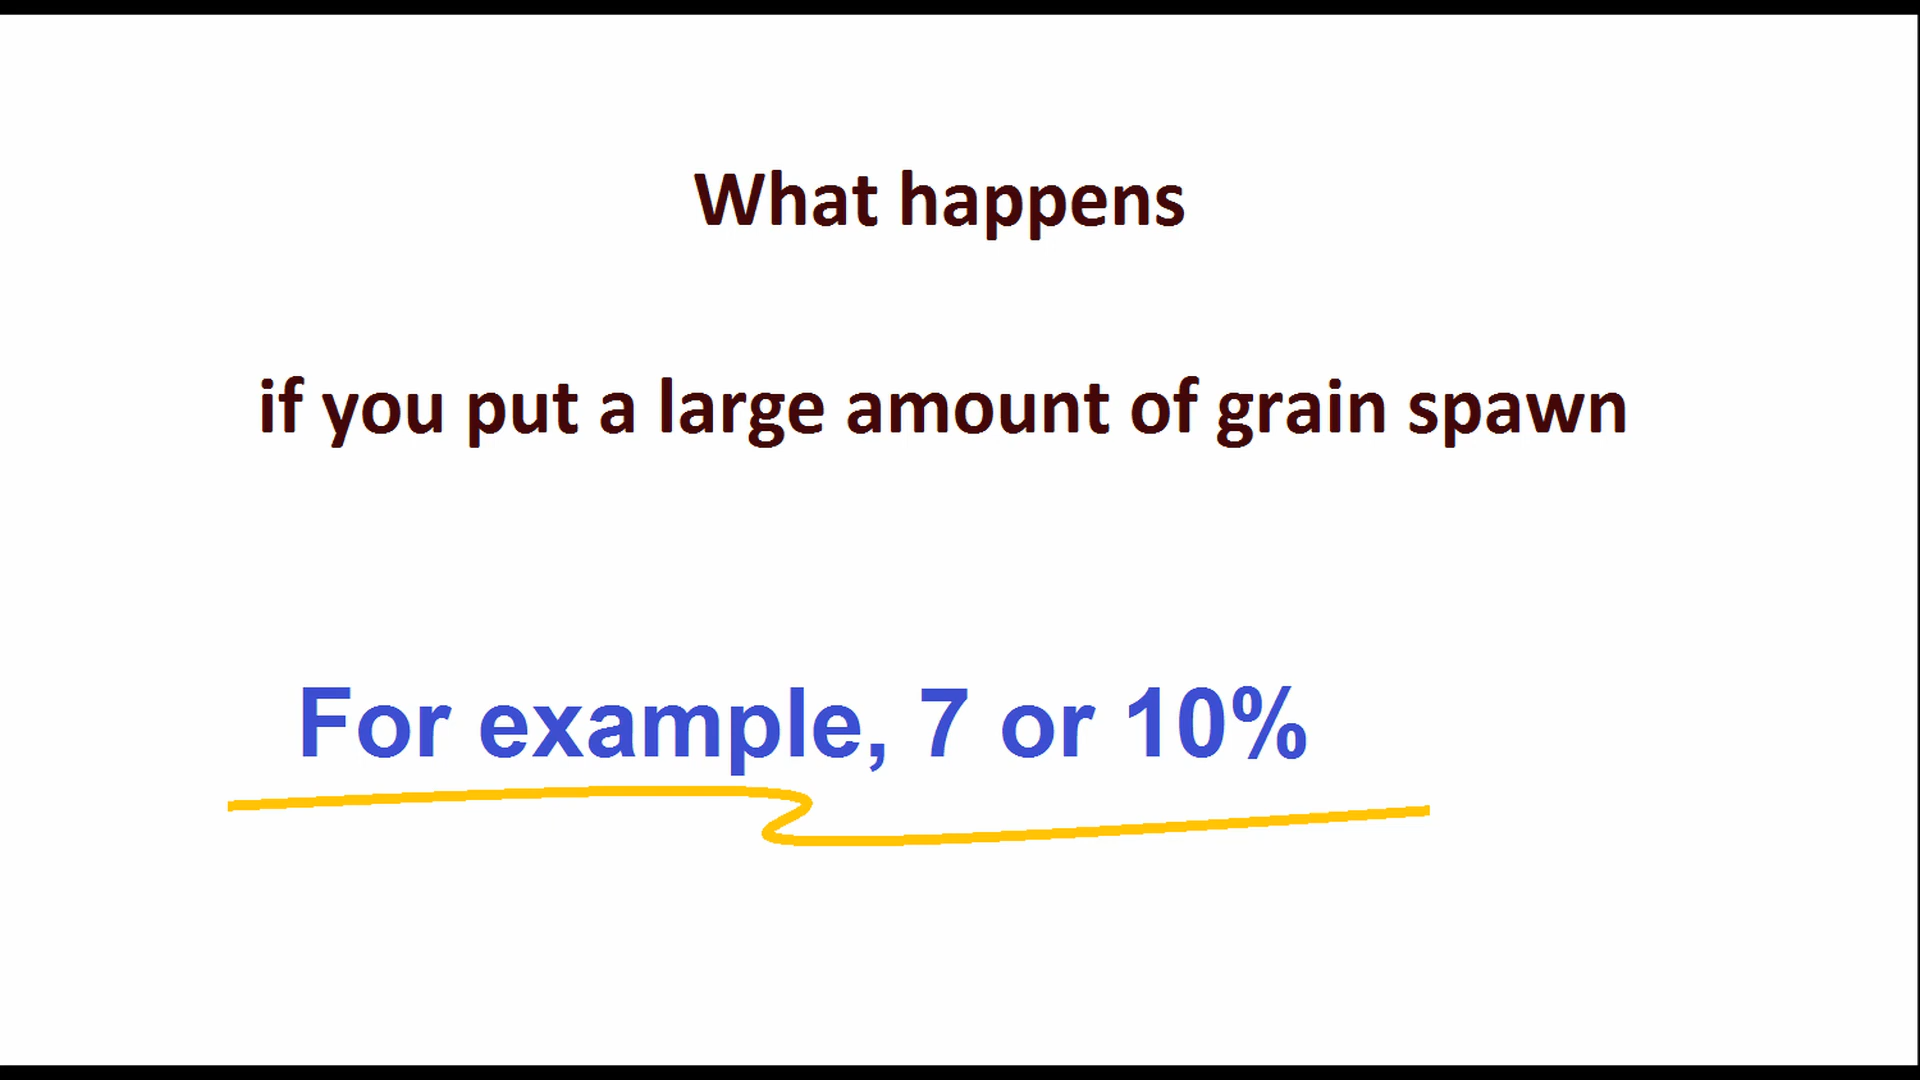 What happens
if you put a large amount of grain spawn
For example, 7 or 10%